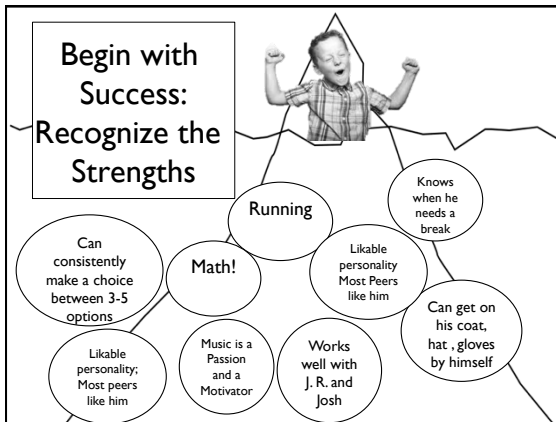 Begin with
Success:
Recognize the
Strengths
Knows
when he
needs a
break
Running
Can
consistently
make a choice
between 3-5
options
Math!
Likable
personality
Most Peers
like him
Can get on
his coat,
hat , gloves
by himself
Likable
personality;
Most peers
like him
Music is a
Passion
and a
Motivator
Works
well with
J. R. and
Josh